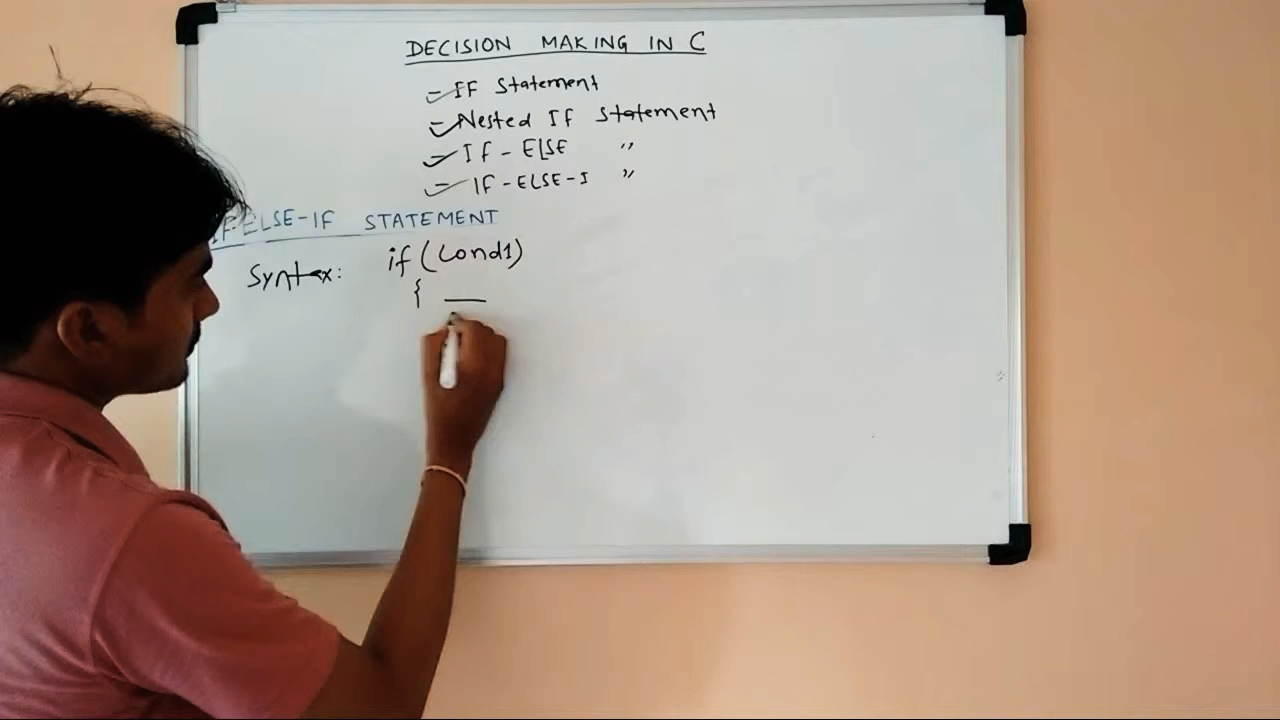 DECISION MAKING IN C
- IF Statement
- Nested IF Statement
- If - ELSE "
- IF-ELSE-I "
IF-ELSE-IF STATEMENT
Syntax: if (Cond1)
{ __